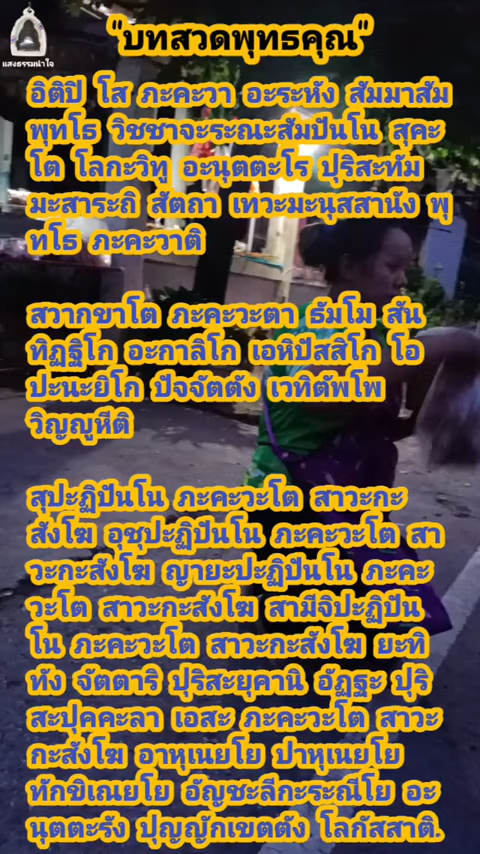 แสงธรรมนำใจ
"บทสวดพุทธคุณ"
อิติปิ โส ภะคะวา อะระหัง สัมมาสัม
พุทโธ วิชชาจะระณะสัมปันโน สุคะ
โต โลกะวิทู อะนุตตะโร ปุริสะทัม
มะสาระถิ สัตถา เทวะมะนุสสานัง พุ
ทโธ ภะคะวาติ
สวากขาโต ภะคะวะตา ธัมโม สัน
ทิฏฐิโก อะกาลิโก เอหิปัสสิโก โอ
ปะนะยิโก ปัจจัตตัง เวทิตัพโพ
วิญญูหีติ
สุปะฏิปันโน ภะคะวะโต สาวะกะ
สังโฆ อุชุปะฏิปันโน ภะคะวะโต สา
วะกะสังโฆ ญายะปะฏิปันโน ภะคะ
วะโต สาวะกะสังโฆ สามีจิปะฏิปัน
โน ภะคะวะโต สาวะกะสังโฆ ยะทิ
ทัง จัตตาริ ปุริสะยุคานิ อัฏฐะ ปุริ
สะปุคคะลา เอสะ ภะคะวะโต สาวะ
กะสังโฆ อาหุเนยโย ปาหุเนยโย
ทักขิเณยโย อัญชะลีกะระณีโย อะ
นุตตะรัง ปุญญักเขตตัง โลกัสสาติ.